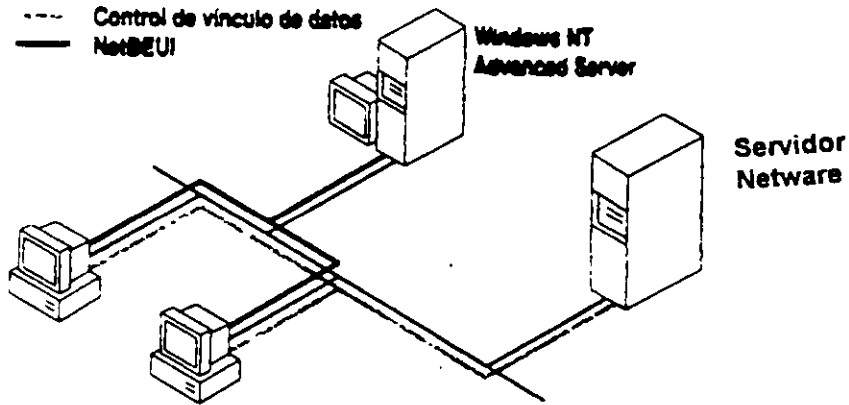 Control de vínculo de datos
NetBEUI
Windows NT
Advanced Server
Servidor
Netware